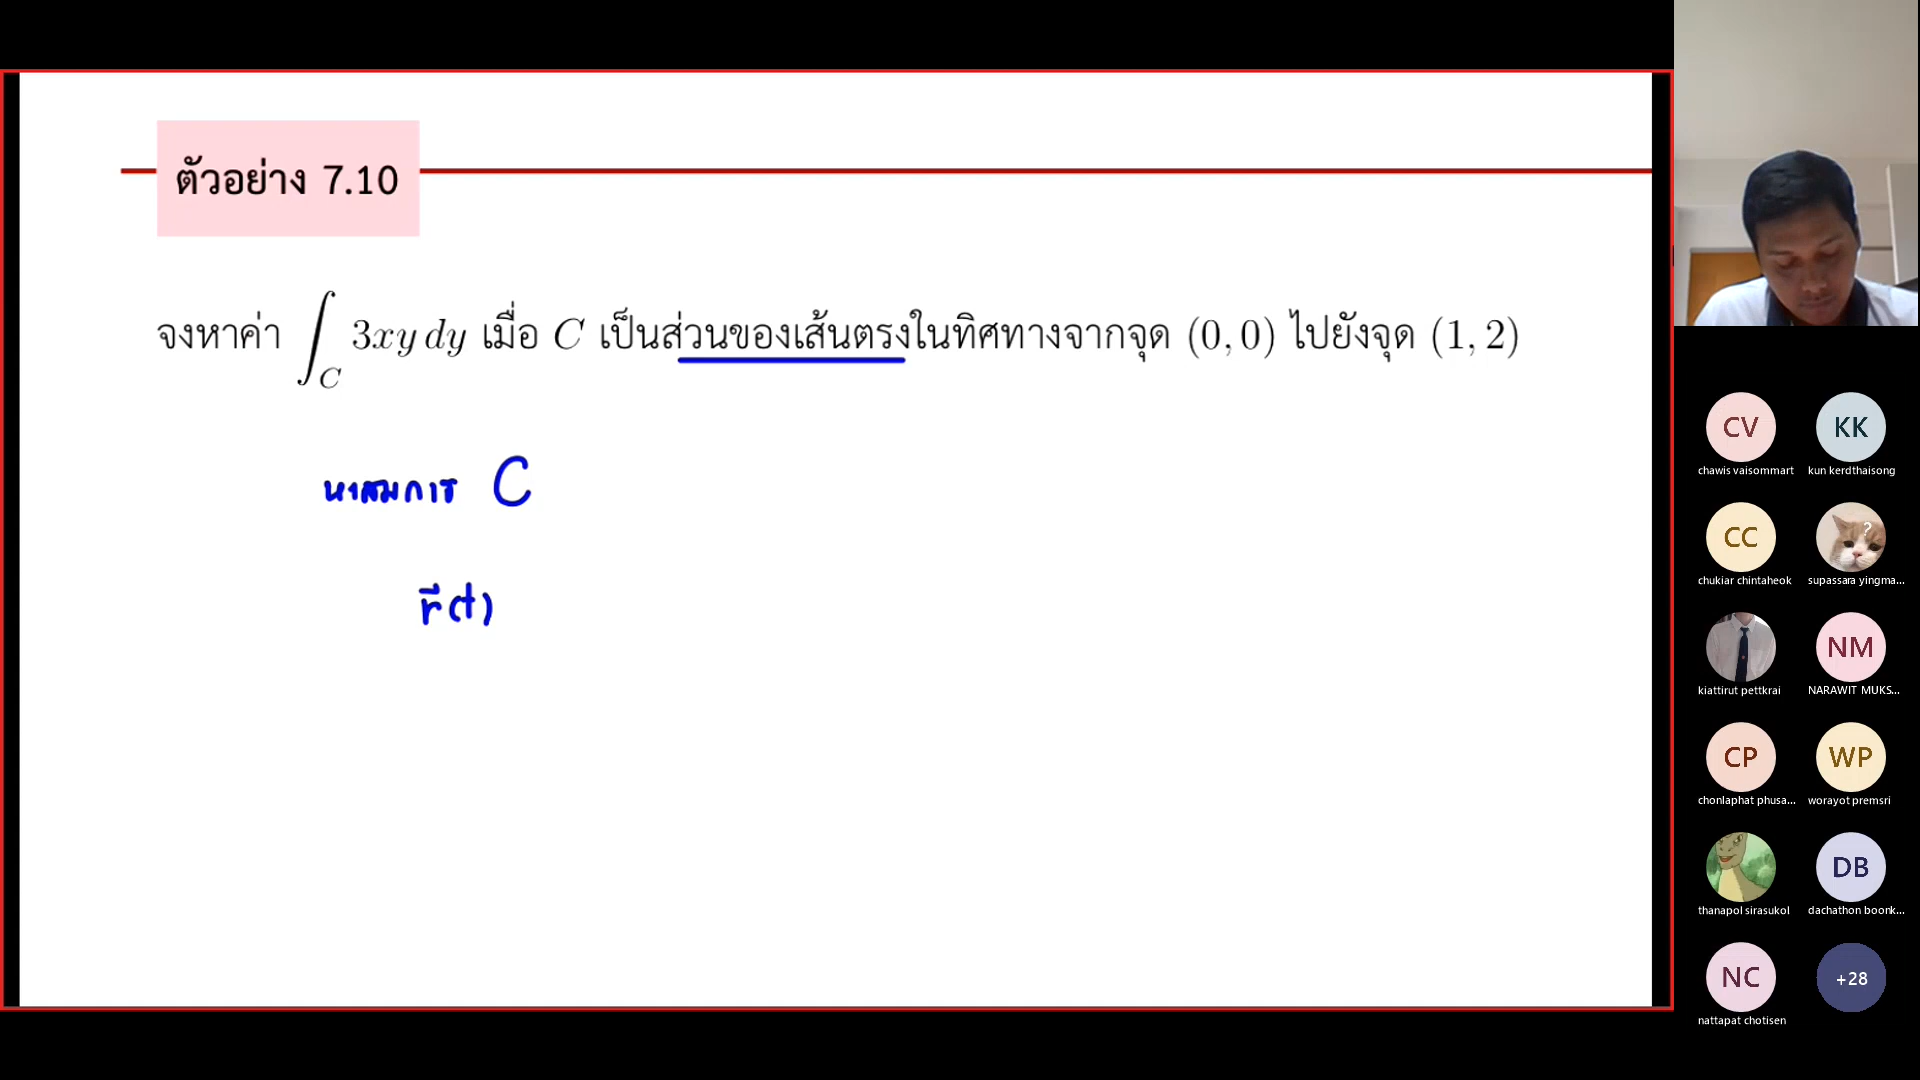 ตัวอย่าง 7.10
จงหาค่า ∫_C 3xy dy เมื่อ C เป็นส่วนของเส้นตรงในทิศทางจากจุด (0, 0) ไปยังจุด (1, 2)
หาสมการ C
r⃗(t)
CV
KK
chawis vaisommart
kun kerdthaisong
CC
?
chukiar chintaheok
supassara yingma...
NM
kiattirut pettkrai
NARAWIT MUKS...
CP
WP
chonlaphat phusa...
worayot premsri
DB
thanapol sirasukol
dachathon boonk...
NC
+28
nattapat chotisen